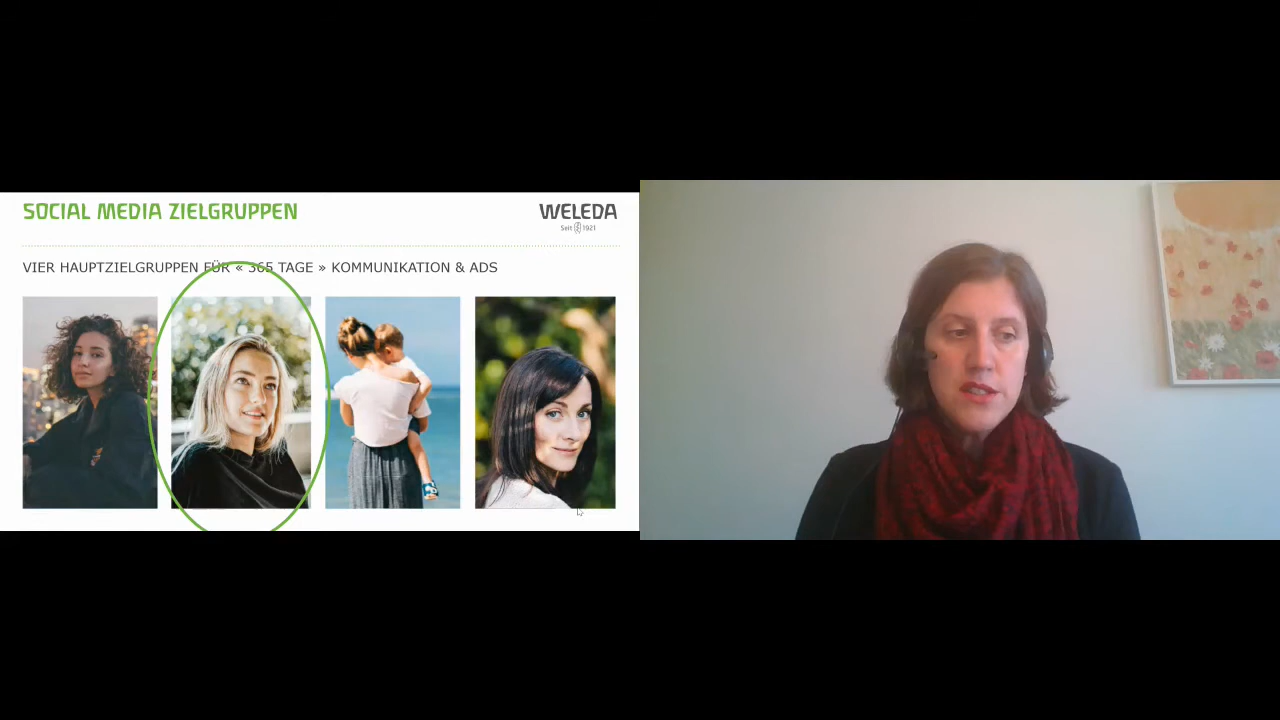 SOCIAL MEDIA ZIELGRUPPEN
WELEDA
Seit 1921
VIER HAUPTZIELGRUPPEN FÜR « 365 TAGE » KOMMUNIKATION & ADS